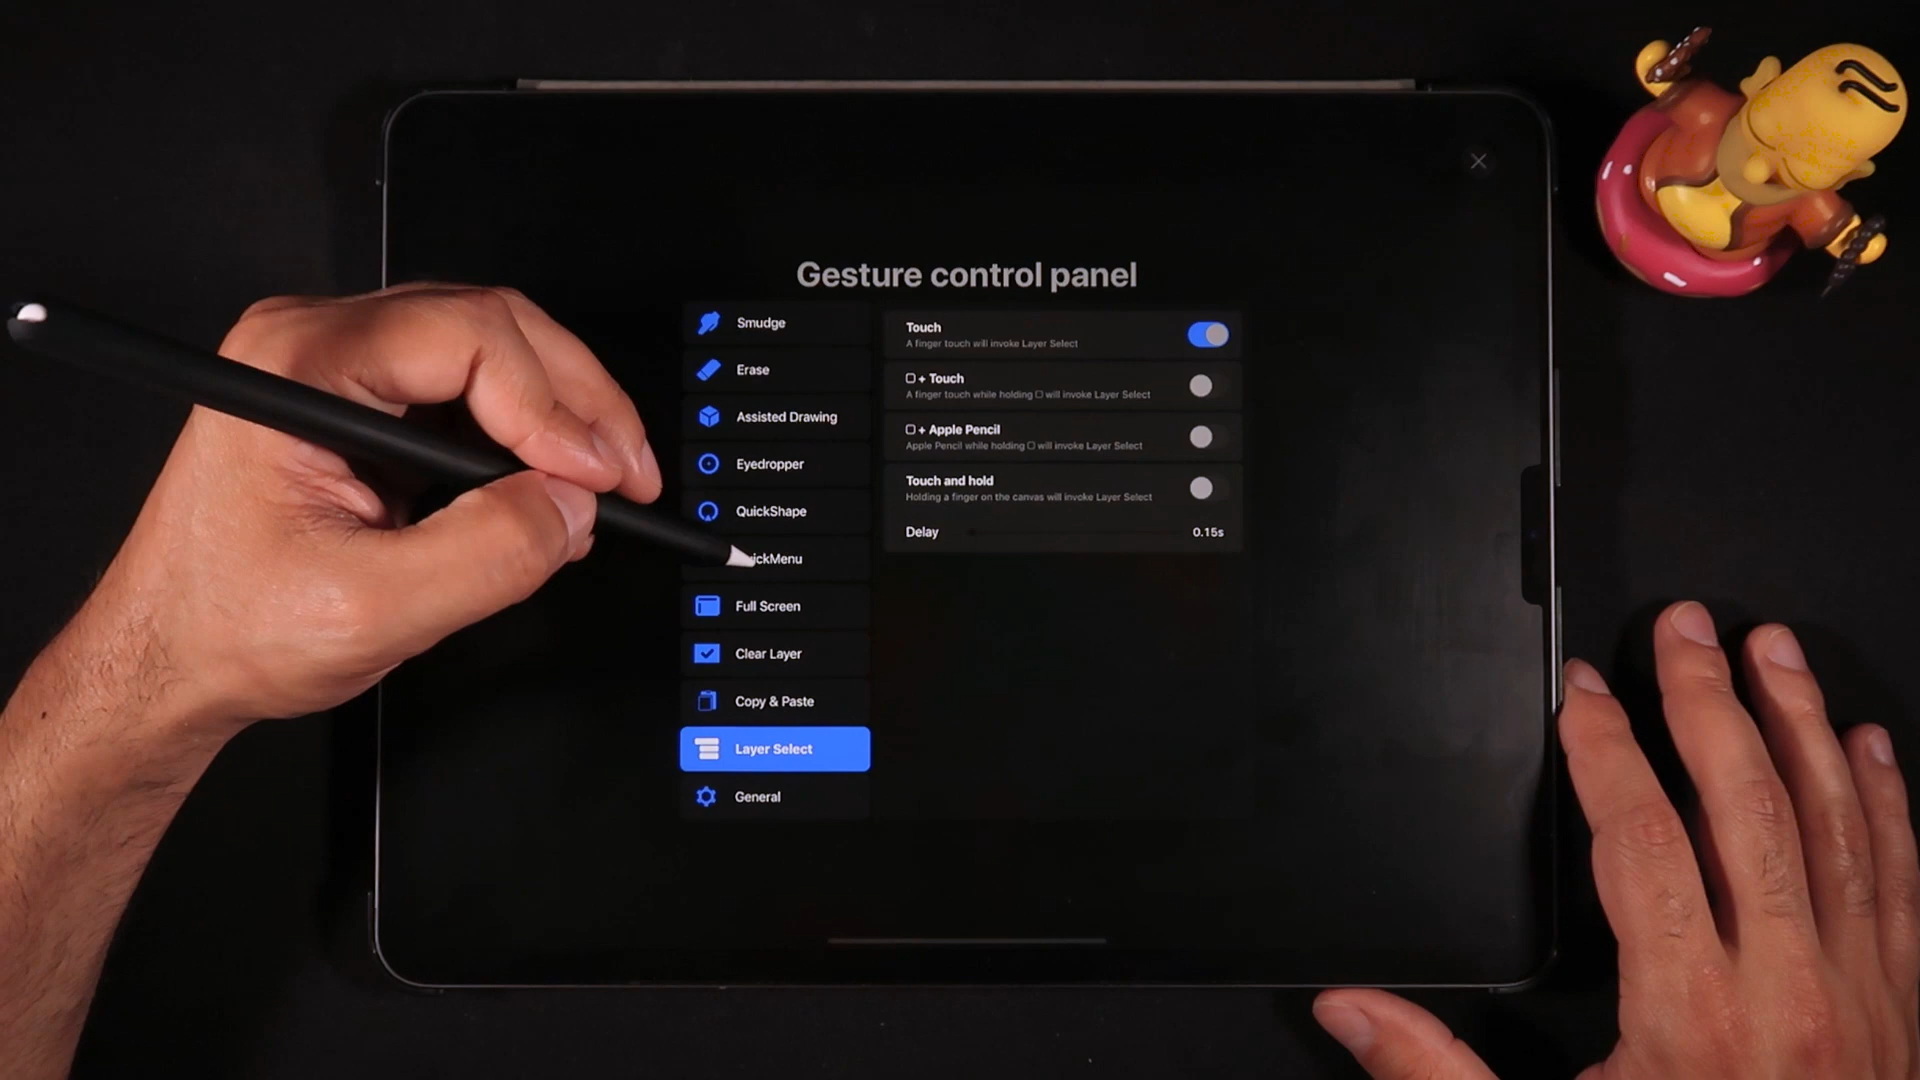 Gesture control panel
Smudge
Erase
Assisted Drawing
Eyedropper
QuickShape
ickMenu
Full Screen
Clear Layer
Copy & Paste
Layer Select
General
Touch
A finger touch will invoke Layer Select
▢ + Touch
A finger touch while holding ▢ will invoke Layer Select
▢ + Apple Pencil
Apple Pencil while holding ▢ will invoke Layer Select
Touch and hold
Holding a finger on the canvas will invoke Layer Select
Delay 0.15s